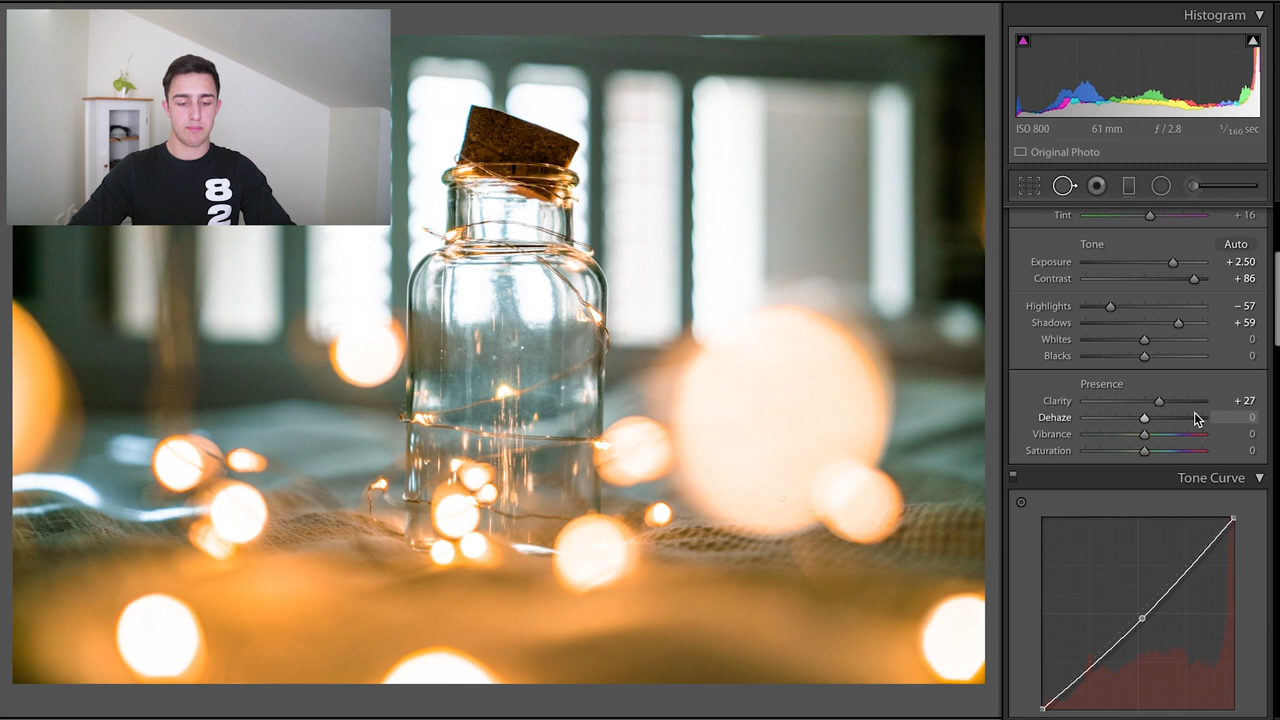 8
2
Histogram
ISO 800 61 mm ƒ / 2.8 1/160 sec
Original Photo
Tint + 16
Tone Auto
Exposure + 2.50
Contrast + 86
Highlights – 57
Shadows + 59
Whites 0
Blacks 0
Presence
Clarity + 27
Dehaze 0
Vibrance 0
Saturation 0
Tone Curve